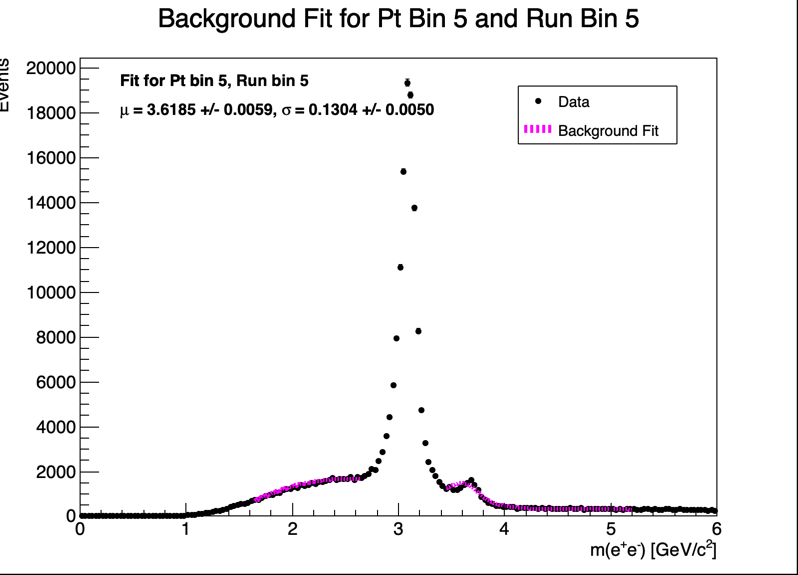 Background Fit for Pt Bin 5 and Run Bin 5
Events
20000
18000
16000
14000
12000
10000
8000
6000
4000
2000
0
Fit for Pt bin 5, Run bin 5
μ = 3.6185 +/- 0.0059, σ = 0.1304 +/- 0.0050
Data
Background Fit
0 1 2 3 4 5 6
m(e⁺e⁻) [GeV/c²]